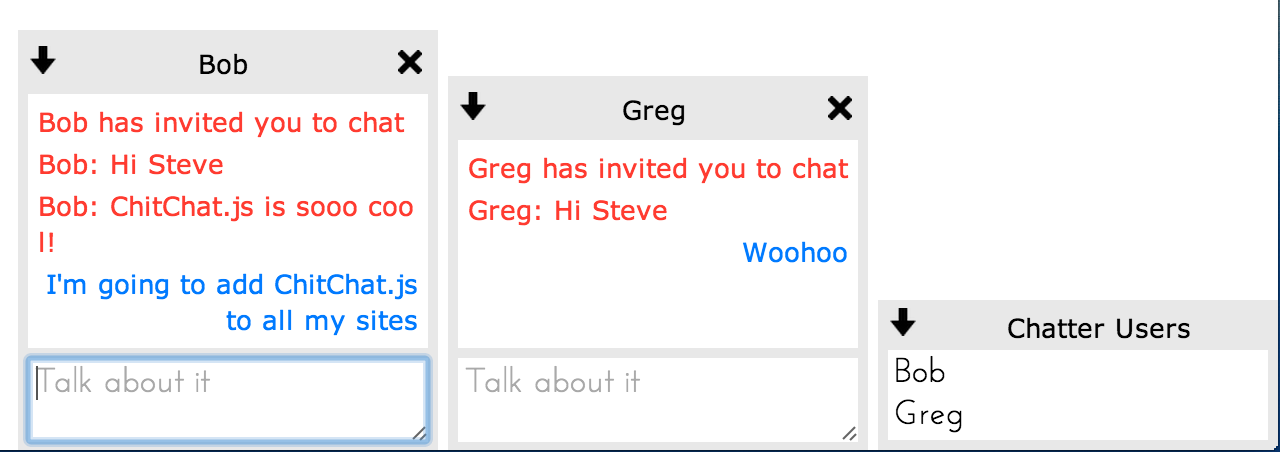 Bob
Bob has invited you to chat
Bob: Hi Steve
Bob: ChitChat.js is sooo coo
l!
I'm going to add ChitChat.js
to all my sites
Talk about it
Greg
Greg has invited you to chat
Greg: Hi Steve
Woohoo
Talk about it
Chatter Users
Bob
Greg